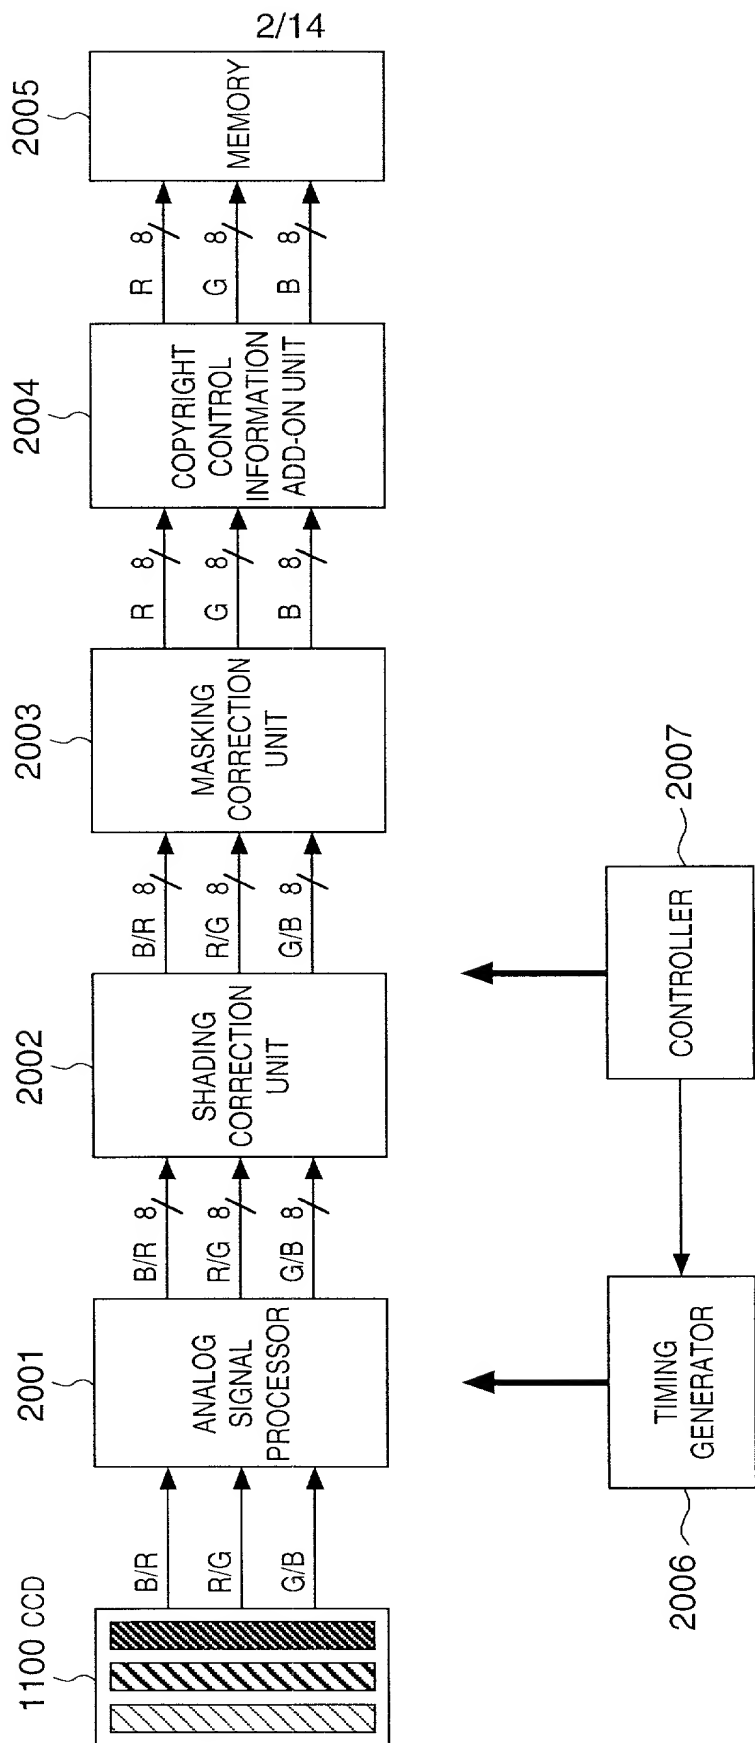 2/14
1100 CCD
B/R
R/G
G/B
2001
ANALOG
SIGNAL
PROCESSOR
B/R 8
R/G 8
G/B 8
2002
SHADING
CORRECTION
UNIT
B/R 8
R/G 8
G/B 8
2003
MASKING
CORRECTION
UNIT
R 8
G 8
B 8
2004
COPYRIGHT
CONTROL
INFORMATION
ADD-ON UNIT
R 8
G 8
B 8
2005
MEMORY
2006
TIMING
GENERATOR
CONTROLLER
2007